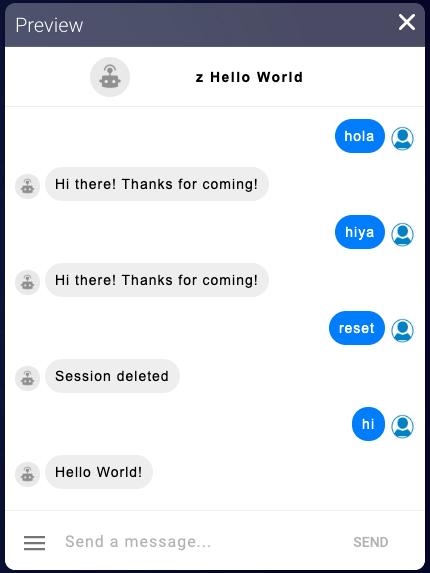 Preview
z Hello World
hola
Hi there! Thanks for coming!
hiya
Hi there! Thanks for coming!
reset
Session deleted
hi
Hello World!
Send a message...
SEND